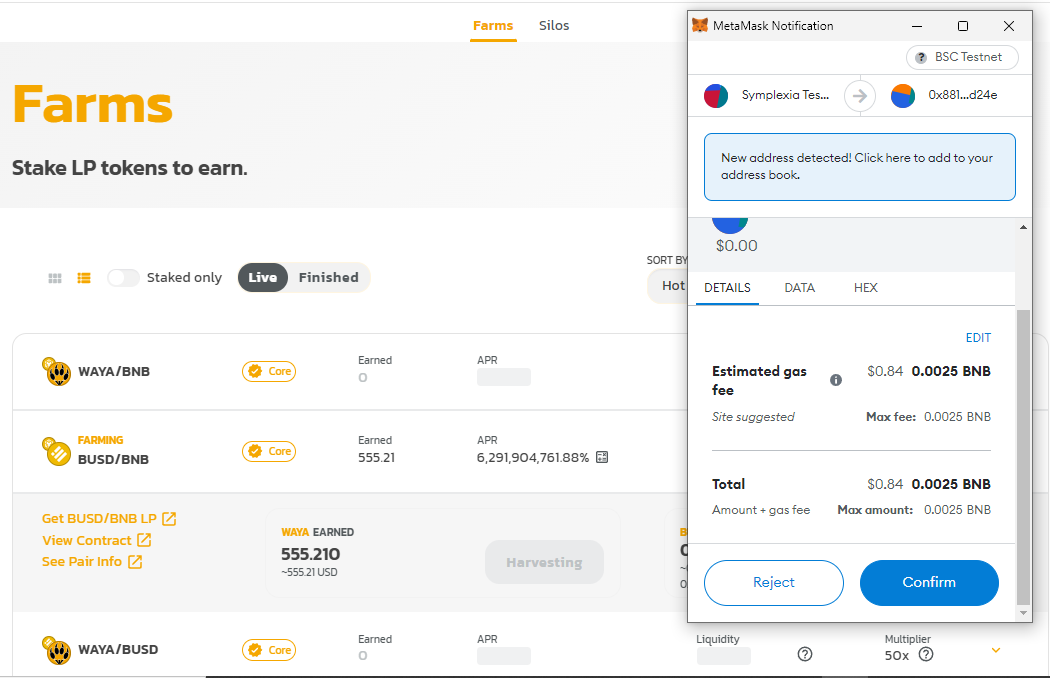 Farms
Silos
Farms
Stake LP tokens to earn.
Staked only
Live
Finished
SORT BY
Hot
WAYA/BNB
Core
Earned
0
APR
FARMING
BUSD/BNB
Core
Earned
555.21
APR
6,291,904,761.88%
Get BUSD/BNB LP
View Contract
See Pair Info
WAYA EARNED
555.210
~555.21 USD
Harvesting
WAYA/BUSD
Core
Earned
0
APR
Liquidity
Multiplier
50x
MetaMask Notification
BSC Testnet
Symplexia Tes...
0x881...d24e
New address detected! Click here to add to your
address book.
$0.00
DETAILS
DATA
HEX
EDIT
Estimated gas
fee
$0.84 0.0025 BNB
Site suggested
Max fee: 0.0025 BNB
Total
$0.84 0.0025 BNB
Amount + gas fee
Max amount: 0.0025 BNB
Reject
Confirm